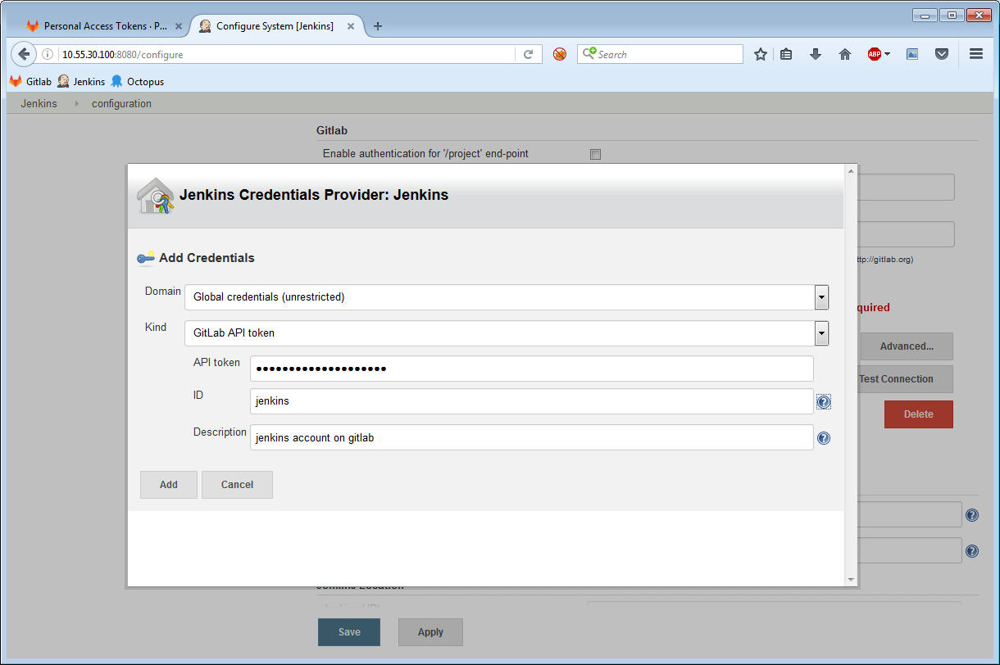 Personal Access Tokens · P...
Configure System [Jenkins]
10.55.30.100:8080/configure
Search
ABP
Gitlab
Jenkins
Octopus
Jenkins
configuration
Gitlab
Enable authentication for '/project' end-point
Jenkins Credentials Provider: Jenkins
Add Credentials
ttp://gitlab.org)
Domain
Global credentials (unrestricted)
quired
Kind
GitLab API token
Advanced...
API token
••••••••••••••••••••
Test Connection
ID
jenkins
Delete
Description
jenkins account on gitlab
Add
Cancel
Jenkins Location
Jenkins URL
Save
Apply